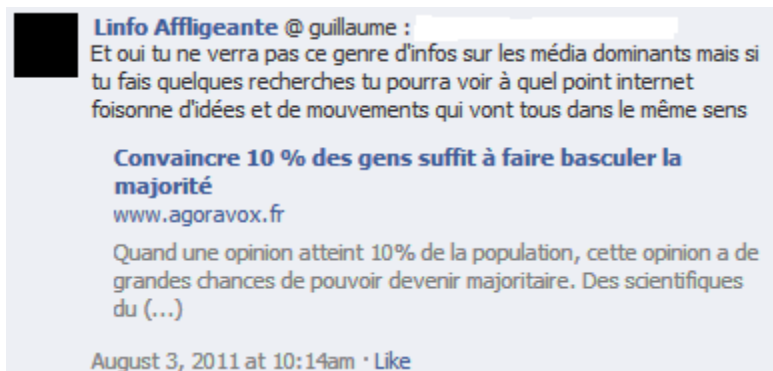 Linfo Affligeante @ guillaume :
Et oui tu ne verra pas ce genre d'infos sur les média dominants mais si
tu fais quelques recherches tu pourra voir à quel point internet
foisonne d'idées et de mouvements qui vont tous dans le même sens
Convaincre 10 % des gens suffit à faire basculer la
majorité
www.agoravox.fr
Quand une opinion atteint 10% de la population, cette opinion a de
grandes chances de pouvoir devenir majoritaire. Des scientifiques
du (...)
August 3, 2011 at 10:14am · Like